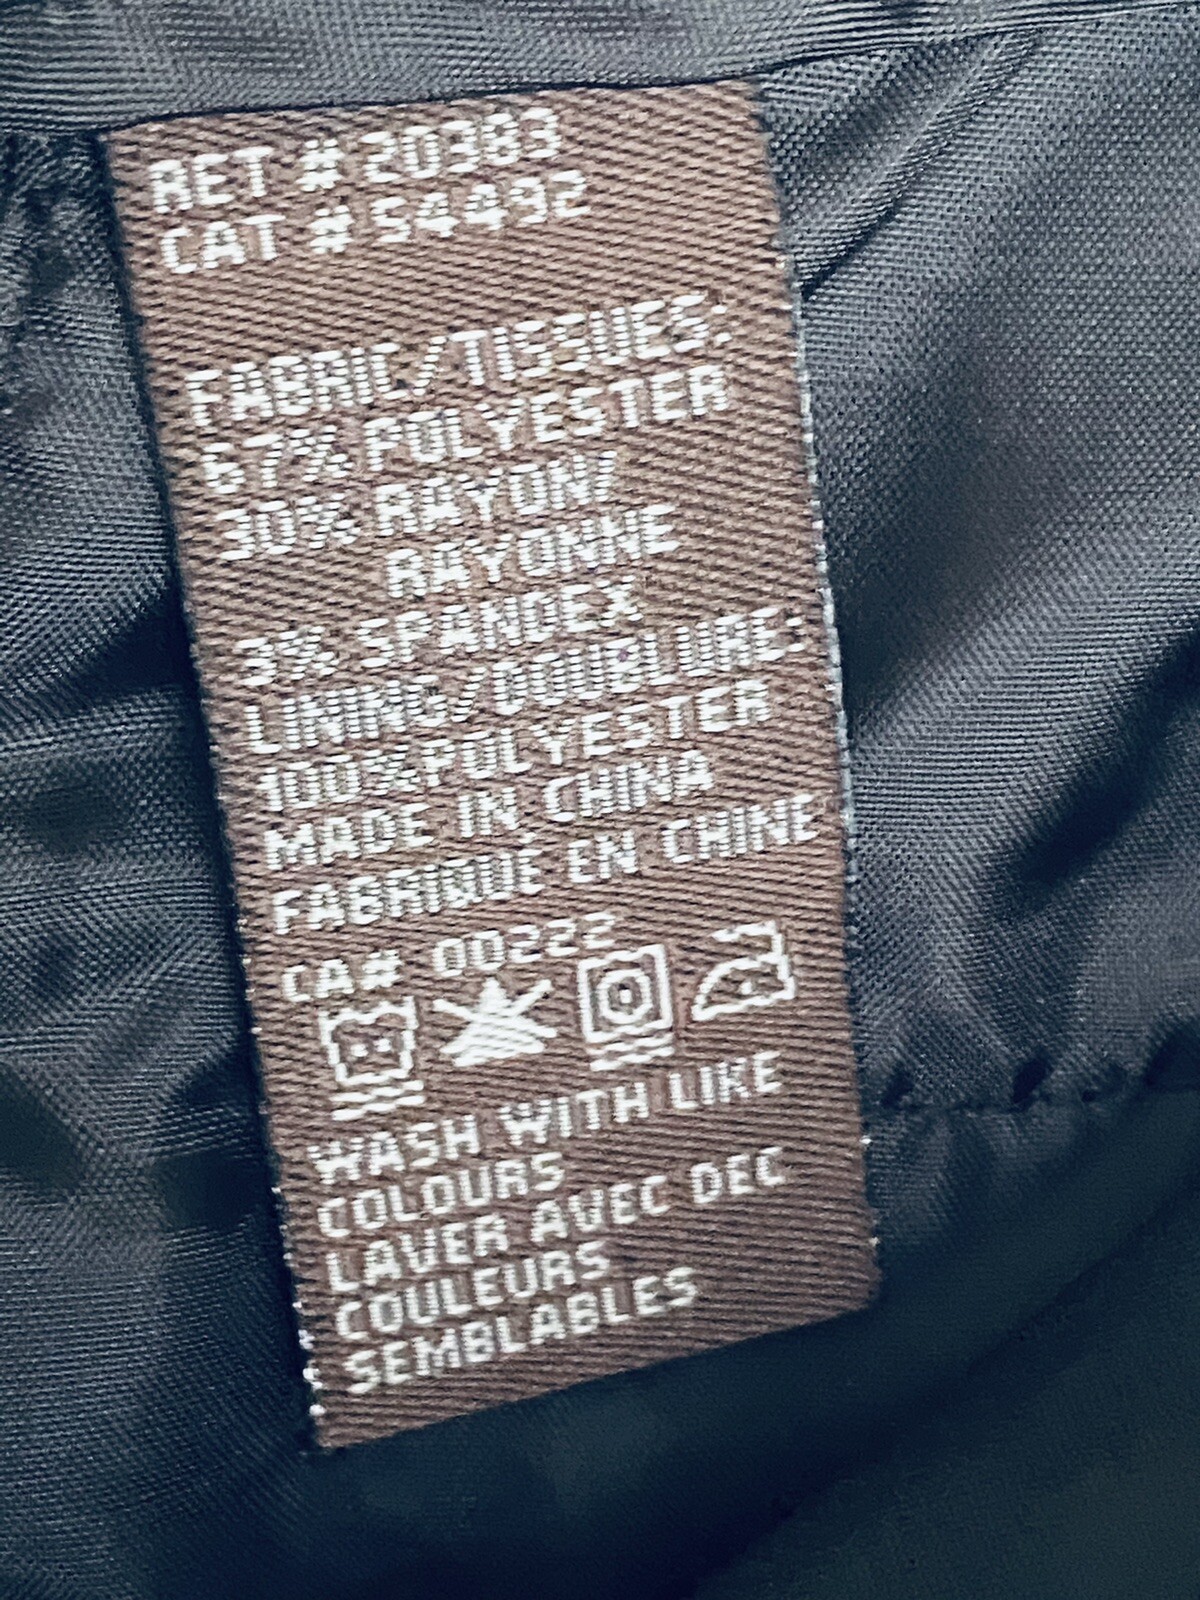 RET # 20383
CAT # 54492
FABRIC/TISSUES:
67% POLYESTER
30% RAYON/
RAYONNE
3% SPANDEX
LINING/DOUBLURE:
100% POLYESTER
MADE IN CHINA
FABRIQUE EN CHINE
CA# 00222
WASH WITH LIKE
COLOURS
LAVER AVEC DEC
COULEURS
SEMBLABLES